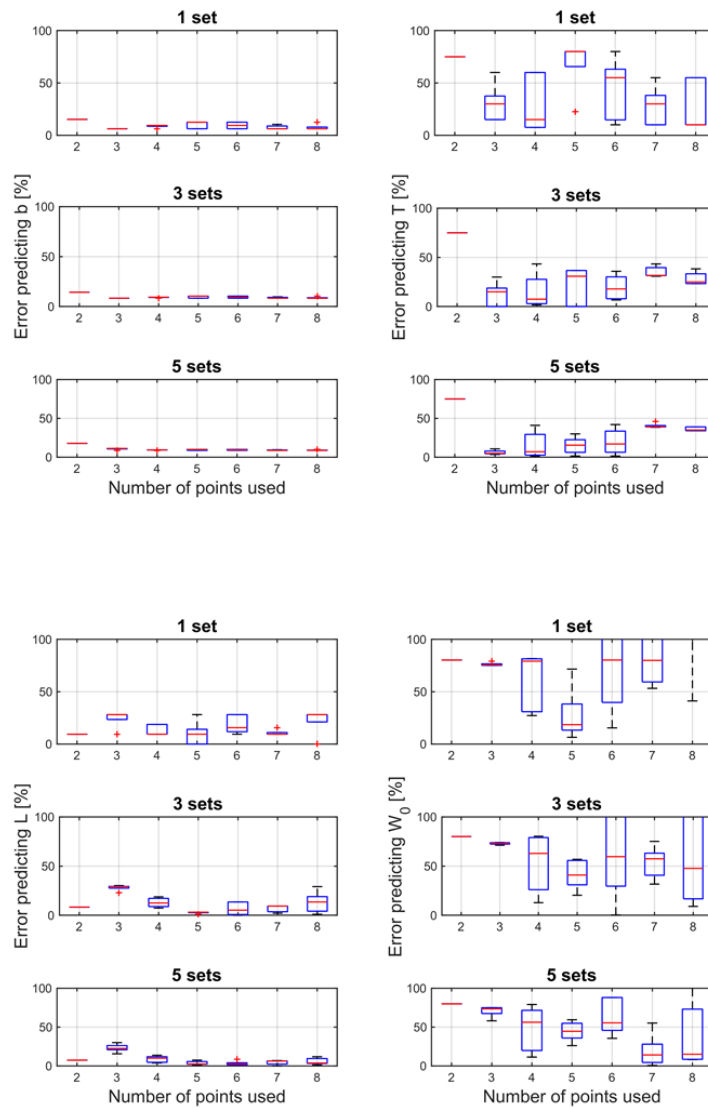 1 set
100
50
0
2 3 4 5 6 7 8
3 sets
100
50
0
2 3 4 5 6 7 8
5 sets
100
50
0
2 3 4 5 6 7 8
Error predicting b [%]
Number of points used
1 set
100
50
0
2 3 4 5 6 7 8
3 sets
100
50
0
2 3 4 5 6 7 8
5 sets
100
50
0
2 3 4 5 6 7 8
Error predicting T [%]
Number of points used
1 set
100
50
0
2 3 4 5 6 7 8
3 sets
100
50
0
2 3 4 5 6 7 8
5 sets
100
50
0
2 3 4 5 6 7 8
Error predicting L [%]
Number of points used
1 set
100
50
0
2 3 4 5 6 7 8
3 sets
100
50
0
2 3 4 5 6 7 8
5 sets
100
50
0
2 3 4 5 6 7 8
Error predicting W₀ [%]
Number of points used